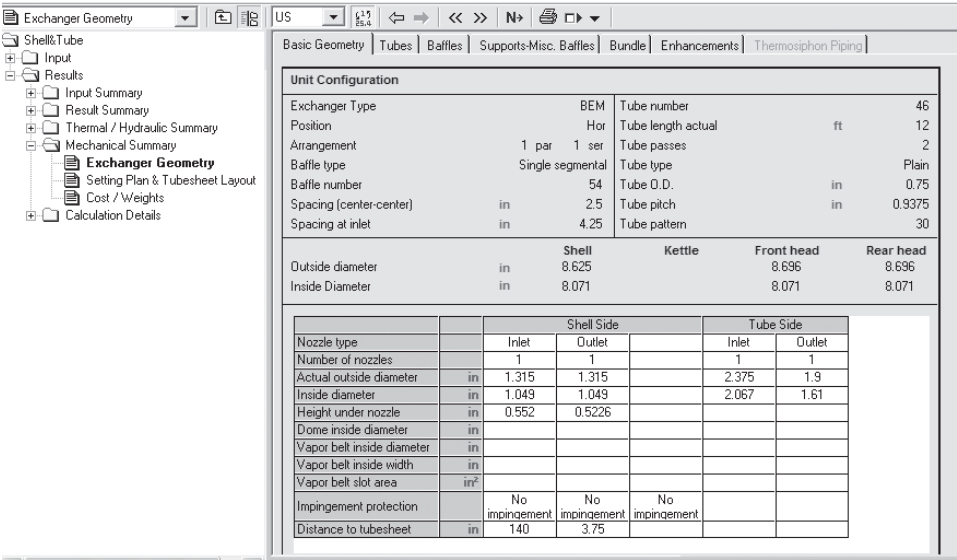 Exchanger Geometry
US
Shell&Tube
Input
Results
Input Summary
Result Summary
Thermal / Hydraulic Summary
Mechanical Summary
Exchanger Geometry
Setting Plan & Tubesheet Layout
Cost / Weights
Calculation Details
Basic Geometry Tubes Baffles Supports-Misc. Baffles Bundle Enhancements Thermosiphon Piping
Unit Configuration
Exchanger Type BEM Tube number 46
Position Hor Tube length actual ft 12
Arrangement 1 par 1 ser Tube passes 2
Baffle type Single segmental Tube type Plain
Baffle number 54 Tube O.D. in 0.75
Spacing (center-center) in 2.5 Tube pitch in 0.9375
Spacing at inlet in 4.25 Tube pattern 30
Shell Kettle Front head Rear head
Outside diameter in 8.625 8.696 8.696
Inside Diameter in 8.071 8.071 8.071
Shell Side Tube Side
Nozzle type Inlet Outlet Inlet Outlet
Number of nozzles 1 1 1 1
Actual outside diameter in 1.315 1.315 2.375 1.9
Inside diameter in 1.049 1.049 2.067 1.61
Height under nozzle in 0.552 0.5226
Dome inside diameter in
Vapor belt inside diameter in
Vapor belt inside width in
Vapor belt slot area in²
Impingement protection No impingement No impingement No impingement
Distance to tubesheet in 140 3.75